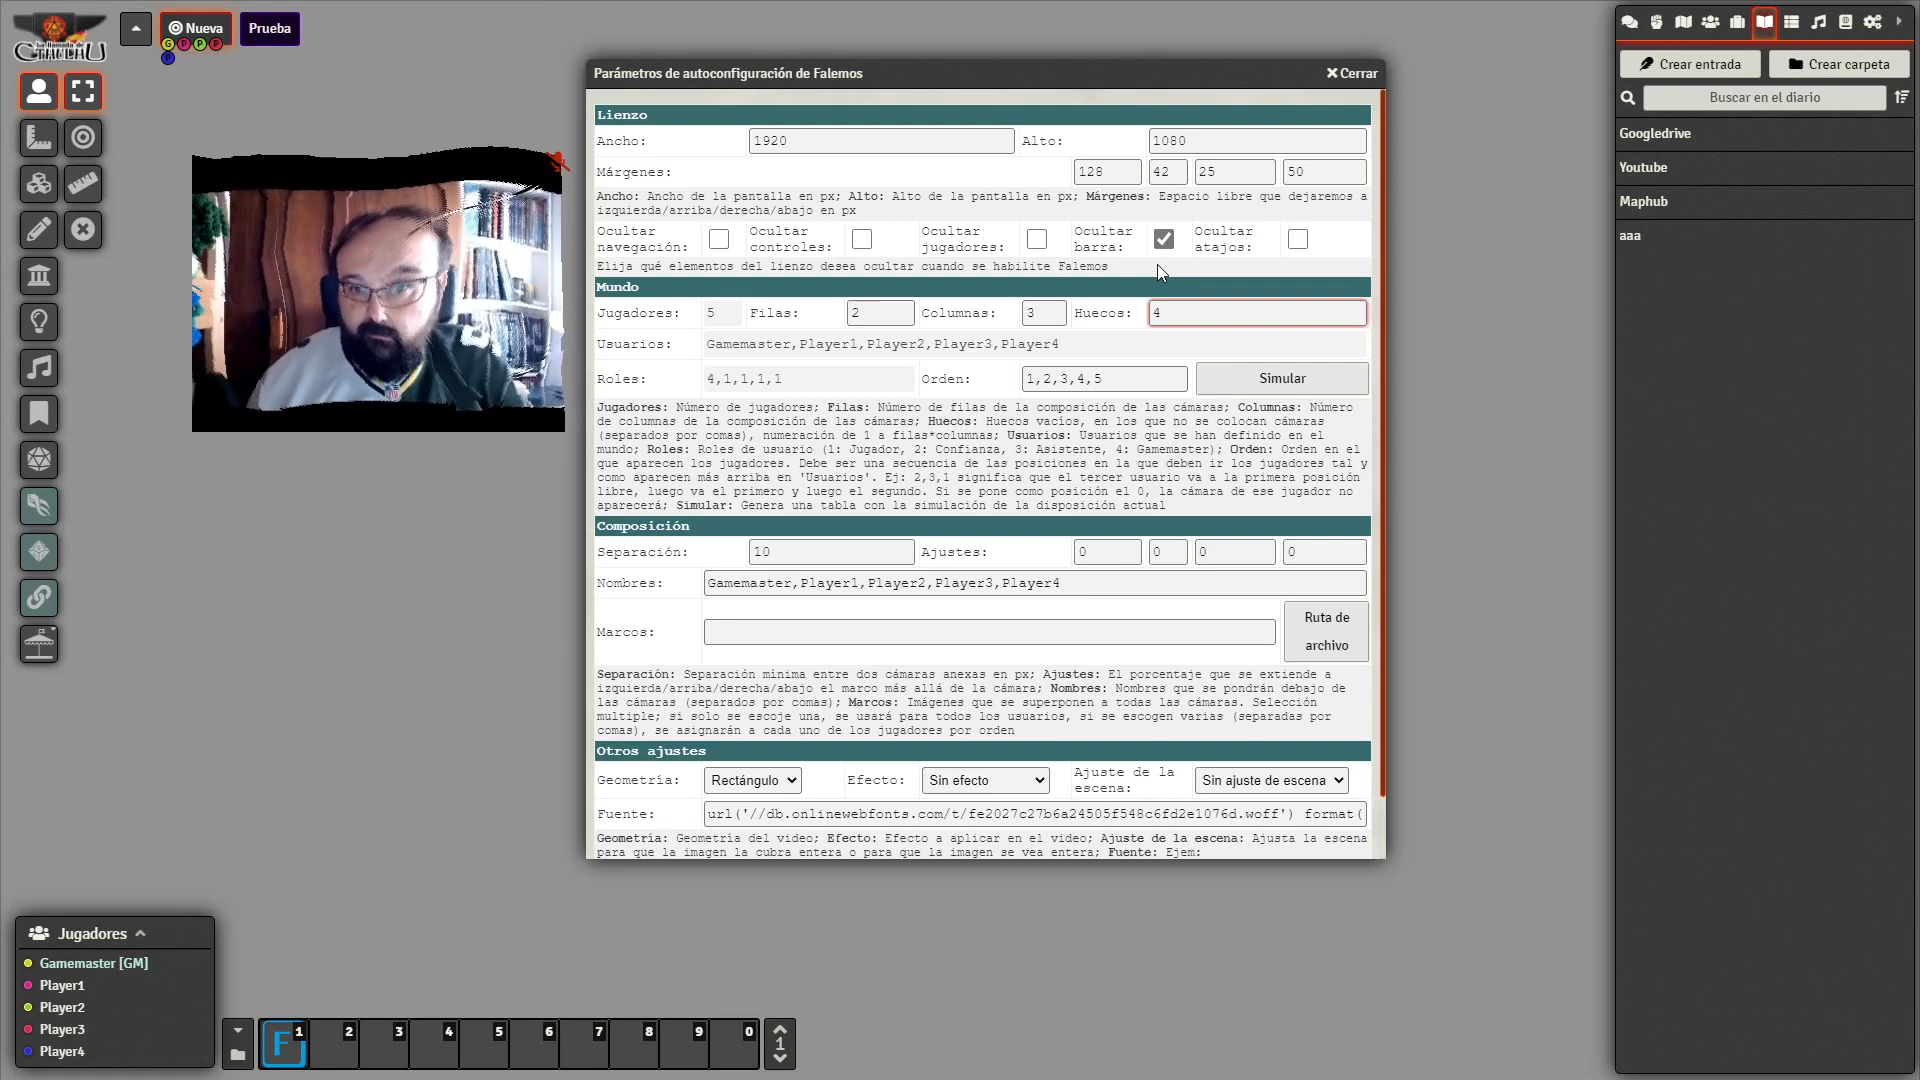 La llamada de
CTHULHU
Nueva
G P P P
P
Prueba
Parámetros de autoconfiguración de Falemos
Cerrar
Lienzo
Ancho: 1920 Alto: 1080
Márgenes: 128 42 25 50
Ancho: Ancho de la pantalla en px; Alto: Alto de la pantalla en px; Márgenes: Espacio libre que dejaremos a
izquierda/arriba/derecha/abajo en px
Ocultar navegación:
Ocultar controles:
Ocultar jugadores:
Ocultar barra:
Ocultar atajos:
Elija qué elementos del lienzo desea ocultar cuando se habilite Falemos
Mundo
Jugadores: 5 Filas: 2 Columnas: 3 Huecos: 4
Usuarios: Gamemaster,Player1,Player2,Player3,Player4
Roles: 4,1,1,1,1 Orden: 1,2,3,4,5 Simular
Jugadores: Número de jugadores; Filas: Número de filas de la composición de las cámaras; Columnas: Número
de columnas de la composición de las cámaras; Huecos: Huecos vacíos, en los que no se colocan cámaras
(separados por comas), numeración de 1 a filas*columnas; Usuarios: Usuarios que se han definido en el
mundo; Roles: Roles de usuario (1: Jugador, 2: Confianza, 3: Asistente, 4: Gamemaster); Orden: Orden en el
que aparecen los jugadores. Debe ser una secuencia de las posiciones en la que deben ir los jugadores tal y
como aparecen más arriba en 'Usuarios'. Ej: 2,3,1 significa que el tercer usuario va a la primera posición
libre, luego va el primero y luego el segundo. Si se pone como posición el 0, la cámara de ese jugador no
aparecerá; Simular: Genera una tabla con la simulación de la disposición actual
Composición
Separación: 10 Ajustes: 0 0 0 0
Nombres: Gamemaster,Player1,Player2,Player3,Player4
Marcos:
Ruta de
archivo
Separación: Separación mínima entre dos cámaras anexas en px; Ajustes: El porcentaje que se extiende a
izquierda/arriba/derecha/abajo el marco más allá de la cámara; Nombres: Nombres que se pondrán debajo de
las cámaras (separados por comas); Marcos: Imágenes que se superponen a todas las cámaras. Selección
multiple; si solo se escoje una, se usará para todos los usuarios, si se escogen varias (separadas por
comas), se asignarán a cada uno de los jugadores por orden
Otros ajustes
Geometría: Rectángulo Efecto: Sin efecto Ajuste de la escena: Sin ajuste de escena
Fuente: url('//db.onlinewebfonts.com/t/fe2027c27b6a24505f548c6fd2e1076d.woff') format(
Geometría: Geometría del video; Efecto: Efecto a aplicar en el video; Ajuste de la escena: Ajusta la escena
para que la imagen la cubra entera o para que la imagen se vea entera; Fuente: Ejem:
Crear entrada
Crear carpeta
Buscar en el diario
Googledrive
Youtube
Maphub
aaa
Jugadores
Gamemaster [GM]
Player1
Player2
Player3
Player4
F
1 2 3 4 5 6 7 8 9 0
1